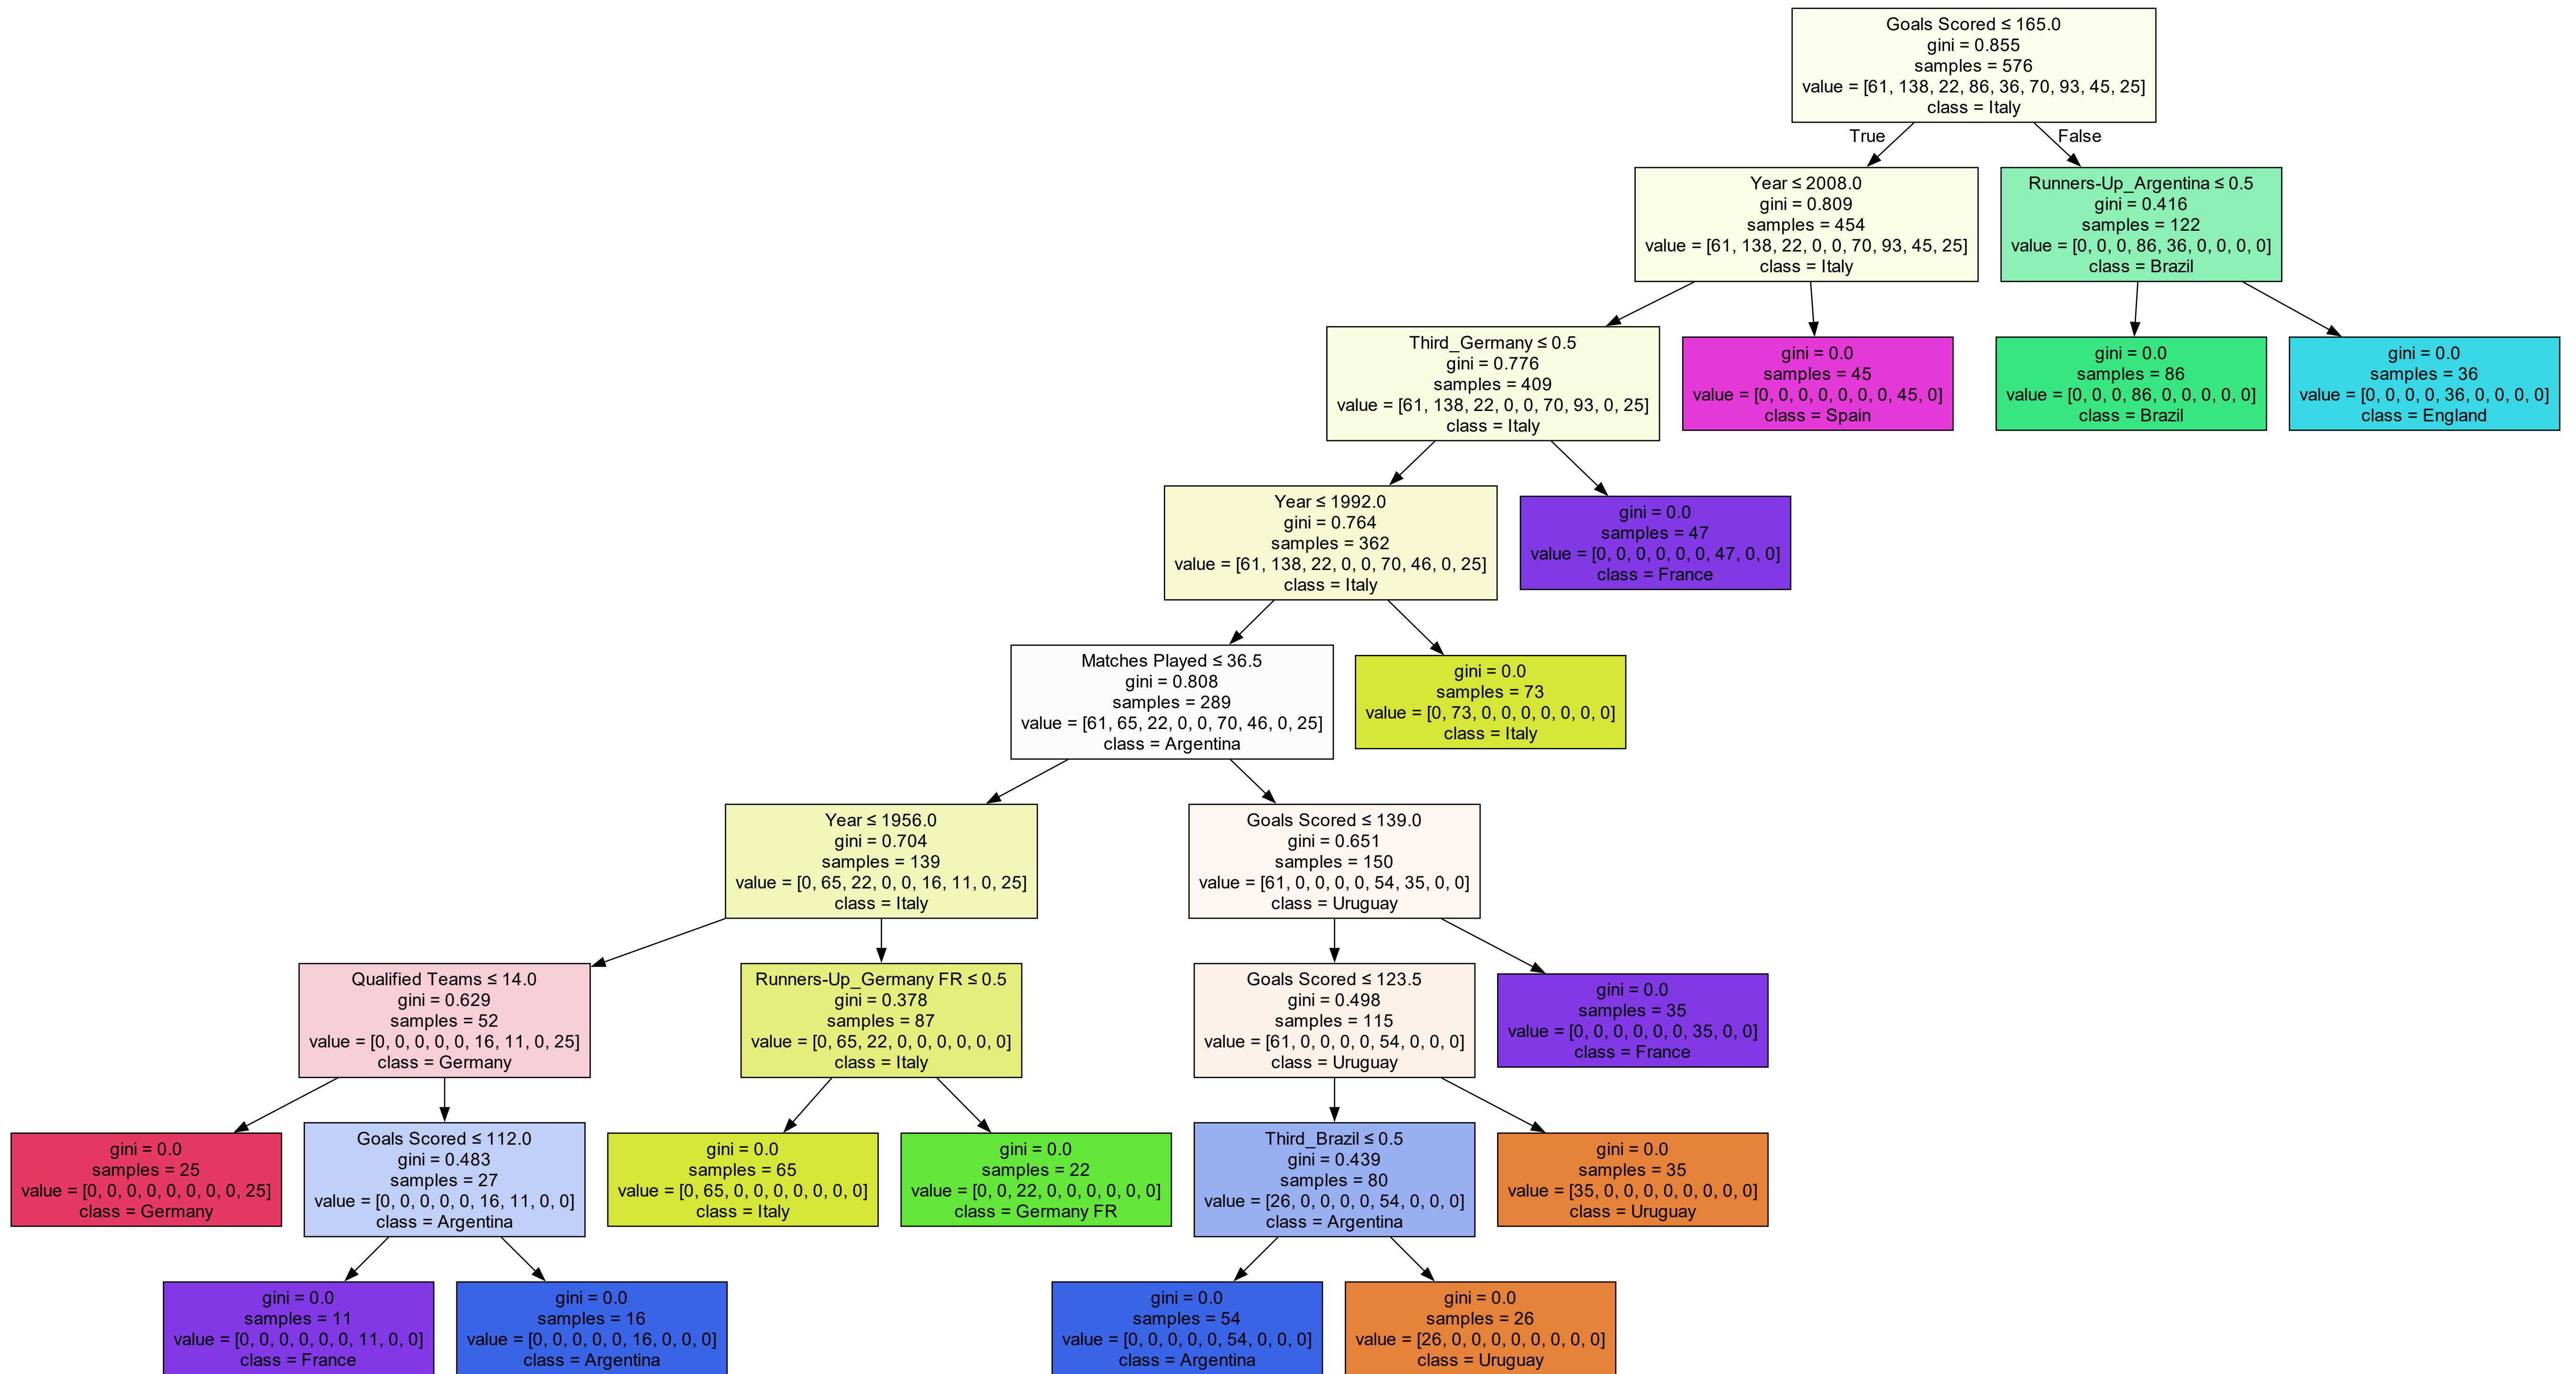 Goals Scored ≤ 165.0
gini = 0.855
samples = 576
value = [61, 138, 22, 86, 36, 70, 93, 45, 25]
class = Italy
True
False
Year ≤ 2008.0
gini = 0.809
samples = 454
value = [61, 138, 22, 0, 0, 70, 93, 45, 25]
class = Italy
Runners-Up_Argentina ≤ 0.5
gini = 0.416
samples = 122
value = [0, 0, 0, 86, 36, 0, 0, 0, 0]
class = Brazil
Third_Germany ≤ 0.5
gini = 0.776
samples = 409
value = [61, 138, 22, 0, 0, 70, 93, 0, 25]
class = Italy
gini = 0.0
samples = 45
value = [0, 0, 0, 0, 0, 0, 0, 45, 0]
class = Spain
gini = 0.0
samples = 86
value = [0, 0, 0, 86, 0, 0, 0, 0, 0]
class = Brazil
gini = 0.0
samples = 36
value = [0, 0, 0, 0, 36, 0, 0, 0, 0]
class = England
Year ≤ 1992.0
gini = 0.764
samples = 362
value = [61, 138, 22, 0, 0, 70, 46, 0, 25]
class = Italy
gini = 0.0
samples = 47
value = [0, 0, 0, 0, 0, 0, 47, 0, 0]
class = France
Matches Played ≤ 36.5
gini = 0.808
samples = 289
value = [61, 65, 22, 0, 0, 70, 46, 0, 25]
class = Argentina
gini = 0.0
samples = 73
value = [0, 73, 0, 0, 0, 0, 0, 0, 0]
class = Italy
Year ≤ 1956.0
gini = 0.704
samples = 139
value = [0, 65, 22, 0, 0, 16, 11, 0, 25]
class = Italy
Goals Scored ≤ 139.0
gini = 0.651
samples = 150
value = [61, 0, 0, 0, 0, 54, 35, 0, 0]
class = Uruguay
Qualified Teams ≤ 14.0
gini = 0.629
samples = 52
value = [0, 0, 0, 0, 0, 16, 11, 0, 25]
class = Germany
Runners-Up_Germany FR ≤ 0.5
gini = 0.378
samples = 87
value = [0, 65, 22, 0, 0, 0, 0, 0, 0]
class = Italy
Goals Scored ≤ 123.5
gini = 0.498
samples = 115
value = [61, 0, 0, 0, 0, 54, 0, 0, 0]
class = Uruguay
gini = 0.0
samples = 35
value = [0, 0, 0, 0, 0, 0, 35, 0, 0]
class = France
gini = 0.0
samples = 25
value = [0, 0, 0, 0, 0, 0, 0, 0, 25]
class = Germany
Goals Scored ≤ 112.0
gini = 0.483
samples = 27
value = [0, 0, 0, 0, 0, 16, 11, 0, 0]
class = Argentina
gini = 0.0
samples = 65
value = [0, 65, 0, 0, 0, 0, 0, 0, 0]
class = Italy
gini = 0.0
samples = 22
value = [0, 0, 22, 0, 0, 0, 0, 0, 0]
class = Germany FR
Third_Brazil ≤ 0.5
gini = 0.439
samples = 80
value = [26, 0, 0, 0, 0, 54, 0, 0, 0]
class = Argentina
gini = 0.0
samples = 35
value = [35, 0, 0, 0, 0, 0, 0, 0, 0]
class = Uruguay
gini = 0.0
samples = 11
value = [0, 0, 0, 0, 0, 0, 11, 0, 0]
class = France
gini = 0.0
samples = 16
value = [0, 0, 0, 0, 0, 16, 0, 0, 0]
class = Argentina
gini = 0.0
samples = 54
value = [0, 0, 0, 0, 0, 54, 0, 0, 0]
class = Argentina
gini = 0.0
samples = 26
value = [26, 0, 0, 0, 0, 0, 0, 0, 0]
class = Uruguay